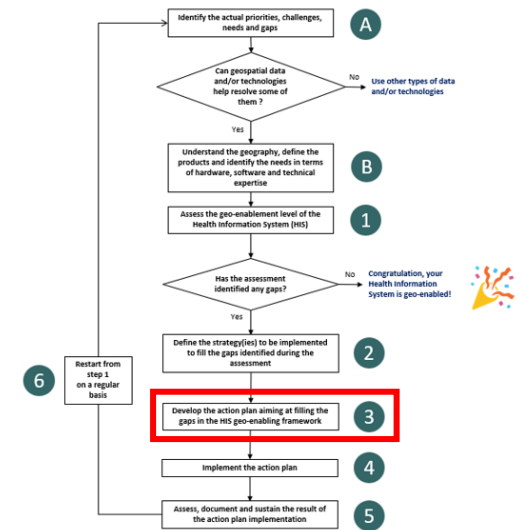 Identify the actual priorities, challenges,
needs and gaps
A
Can geospatial data
and/or technologies
help resolve some of
them ?
No
Use other types of data
and/or technologies
Yes
Understand the geography, define the
products and identify the needs in terms
of hardware, software and technical
expertise
B
Assess the geo-enablement level of the
Health Information System (HIS)
1
Has the assessment
identified any gaps?
No
Congratulation, your
Health Information
System is geo-enabled!
Yes
Define the strategy(ies) to be implemented
to fill the gaps identified during the
assessment
2
6
Restart from
step 1
on a regular
basis
Develop the action plan aiming at filling the
gaps in the HIS geo-enabling framework
3
Implement the action plan
4
Assess, document and sustain the result of
the action plan implementation
5